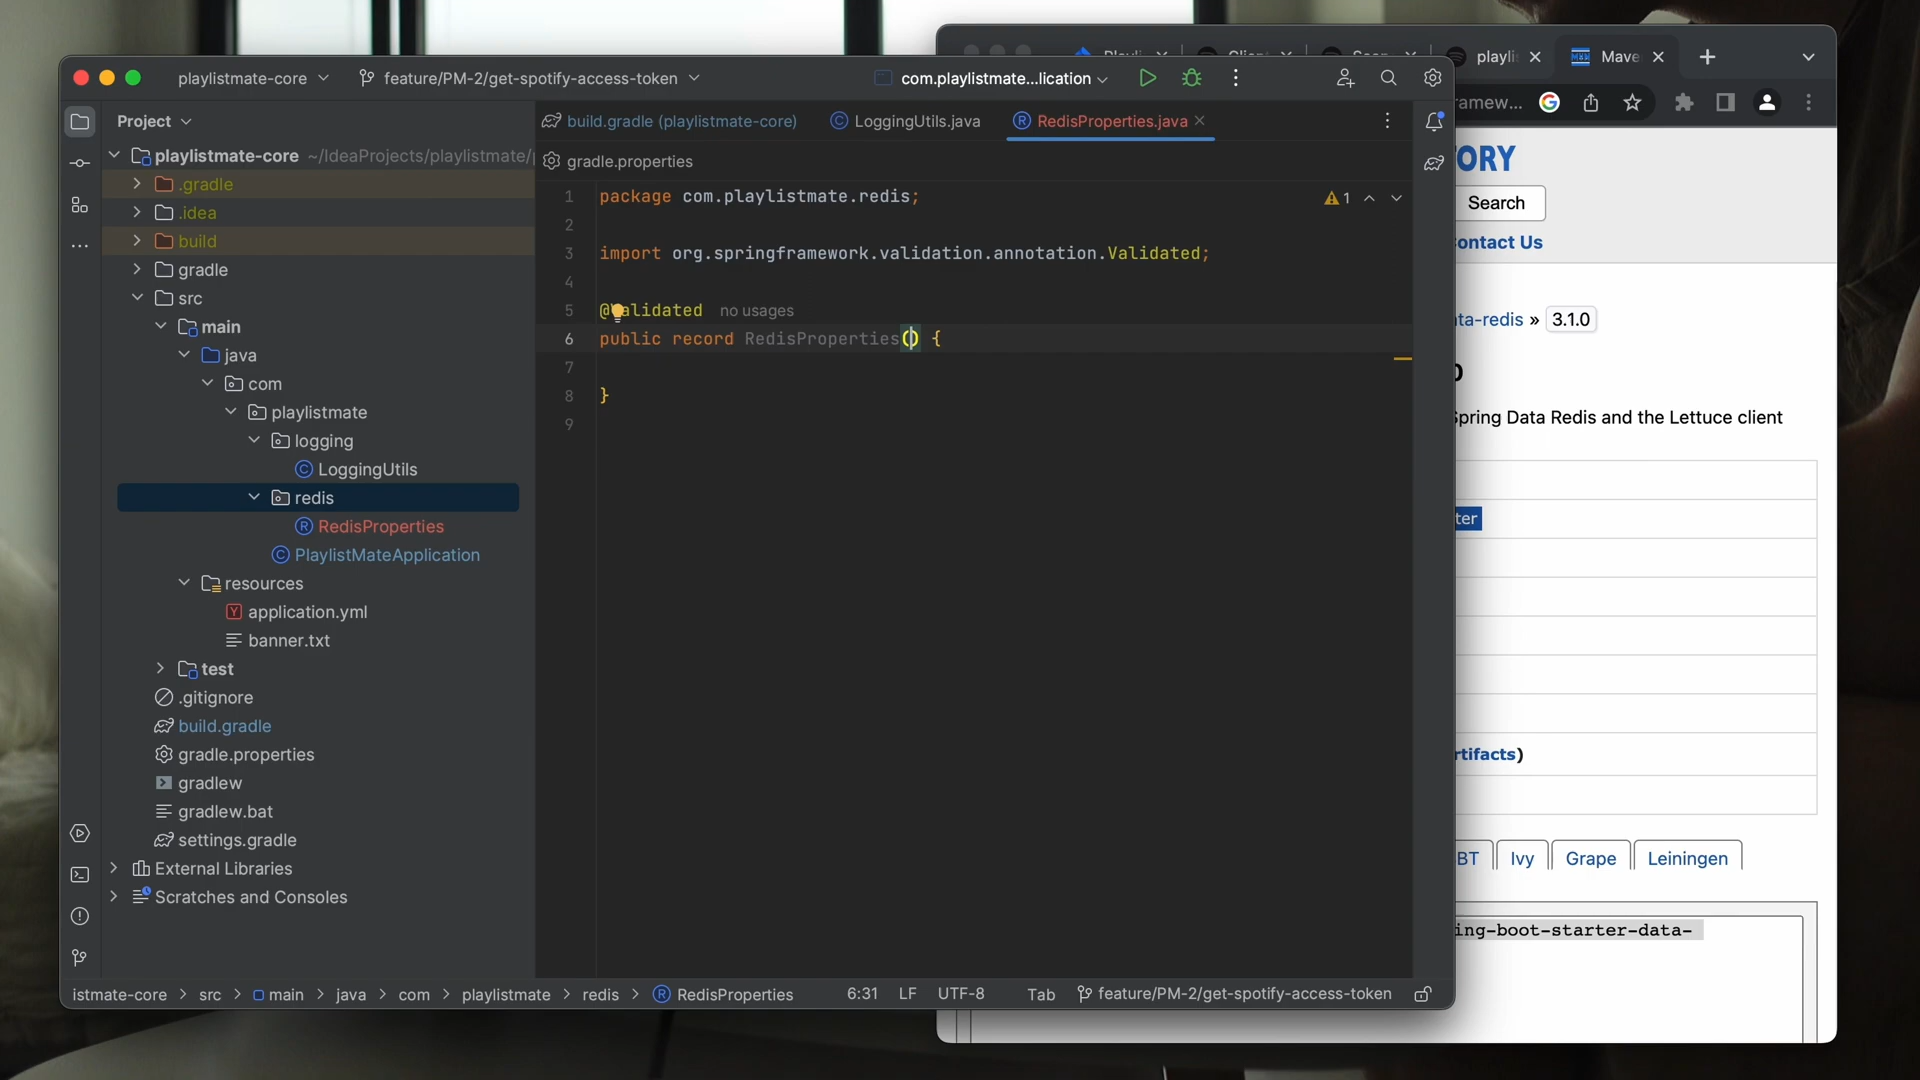 playlistmate-core
feature/PM-2/get-spotify-access-token
com.playlistmate...lication
playli
Mave
Project
build.gradle (playlistmate-core)
LoggingUtils.java
RedisProperties.java
gradle.properties
playlistmate-core ~/IdeaProjects/playlistmate/
.gradle
.idea
build
gradle
src
main
java
com
playlistmate
logging
LoggingUtils
redis
RedisProperties
PlaylistMateApplication
resources
application.yml
banner.txt
test
.gitignore
build.gradle
gradle.properties
gradlew
gradlew.bat
settings.gradle
External Libraries
Scratches and Consoles
1 package com.playlistmate.redis;
2
3 import org.springframework.validation.annotation.Validated;
4
5 @Validated no usages
6 public record RedisProperties() {
7
8 }
9
1
ramew...
ORY
Search
ontact Us
ta-redis » 3.1.0
0
Spring Data Redis and the Lettuce client
ter
rtifacts)
BT Ivy Grape Leiningen
ing-boot-starter-data-
istmate-core > src > main > java > com > playlistmate > redis > RedisProperties
6:31 LF UTF-8 Tab feature/PM-2/get-spotify-access-token